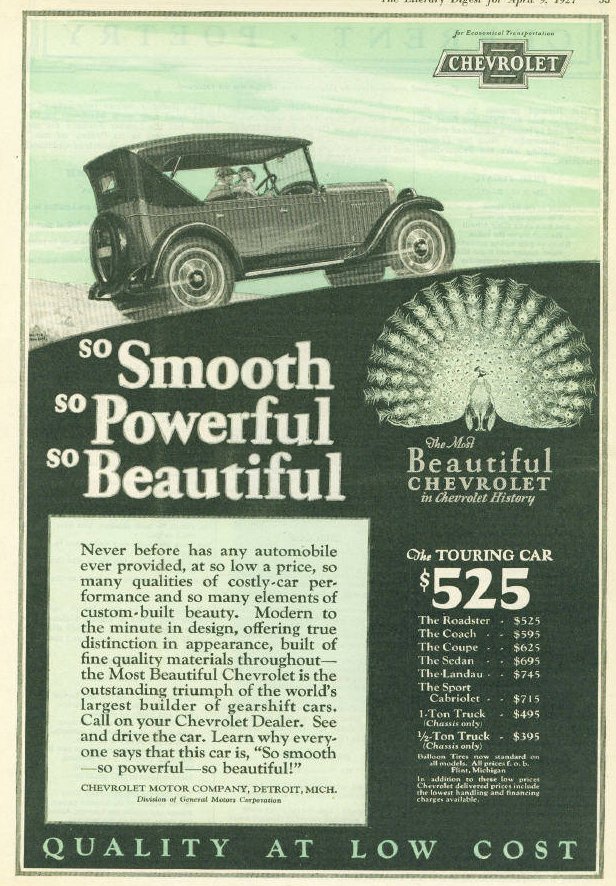 The Literary Digest for April 9, 1927
for Economical Transportation
CHEVROLET
so Smooth
so Powerful
so Beautiful
The Most
Beautiful
CHEVROLET
in Chevrolet History
Never before has any automobile
ever provided, at so low a price, so
many qualities of costly-car per-
formance and so many elements of
custom-built beauty. Modern to
the minute in design, offering true
distinction in appearance, built of
fine quality materials throughout—
the Most Beautiful Chevrolet is the
outstanding triumph of the world's
largest builder of gearshift cars.
Call on your Chevrolet Dealer. See
and drive the car. Learn why every-
one says that this car is, "So smooth
—so powerful—so beautiful!"
CHEVROLET MOTOR COMPANY, DETROIT, MICH.
Division of General Motors Corporation
The TOURING CAR
$525
The Roadster - $525
The Coach - - $595
The Coupe - - $625
The Sedan - - $695
The Landau - - $745
The Sport
Cabriolet - - $715
1-Ton Truck - $495
(Chassis only)
½-Ton Truck - $395
(Chassis only)
Balloon Tires now standard on
all models. All prices f. o. b.
Flint, Michigan
In addition to these low prices
Chevrolet delivered prices include
the lowest handling and financing
charges available.
QUALITY AT LOW COST